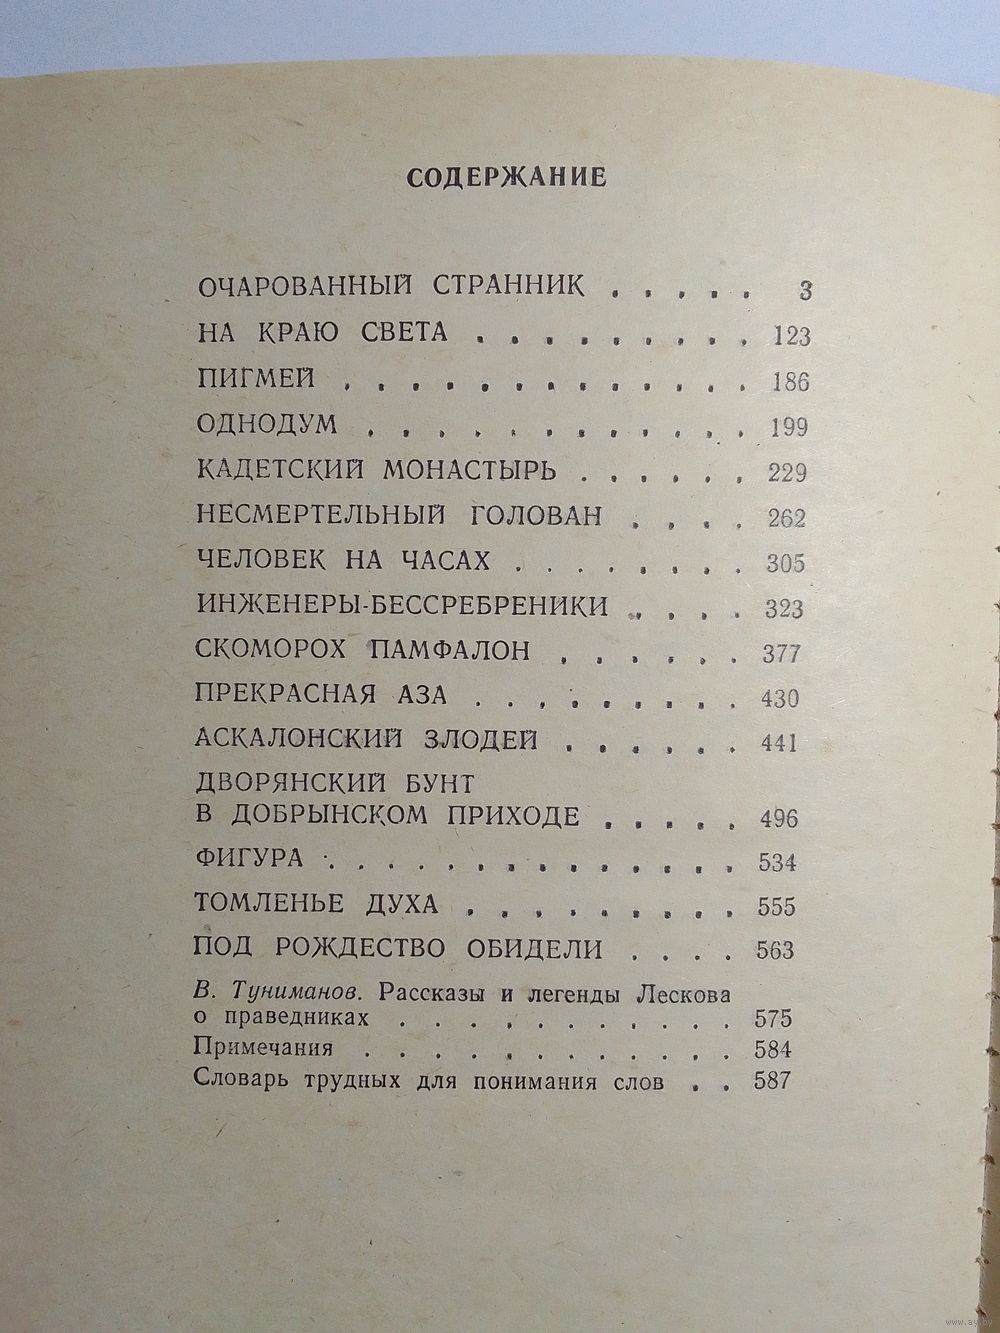 СОДЕРЖАНИЕ
ОЧАРОВАННЫЙ СТРАННИК . . . . . 3
НА КРАЮ СВЕТА . . . . . . . . . 123
ПИГМЕЙ . . . . . . . . . . . . 186
ОДНОДУМ . . . . . . . . . . . 199
КАДЕТСКИЙ МОНАСТЫРЬ . . . . . . 229
НЕСМЕРТЕЛЬНЫЙ ГОЛОВАН . . . . 262
ЧЕЛОВЕК НА ЧАСАХ . . . . . . . . 305
ИНЖЕНЕРЫ-БЕССРЕБРЕНИКИ . . . . 323
СКОМОРОХ ПАМФАЛОН . . . . . . 377
ПРЕКРАСНАЯ АЗА . . . . . . . . . 430
АСКАЛОНСКИЙ ЗЛОДЕЙ . . . . . . 441
ДВОРЯНСКИЙ БУНТ
В ДОБРЫНСКОМ ПРИХОДЕ . . . . . 496
ФИГУРА . . . . . . . . . . . . . 534
ТОМЛЕНЬЕ ДУХА . . . . . . . . . 555
ПОД РОЖДЕСТВО ОБИДЕЛИ . . . . 563
В. Туниманов. Рассказы и легенды Лескова
о праведниках . . . . . . . . . . 575
Примечания . . . . . . . . . . . 584
Словарь трудных для понимания слов . . 587
www.ay.by